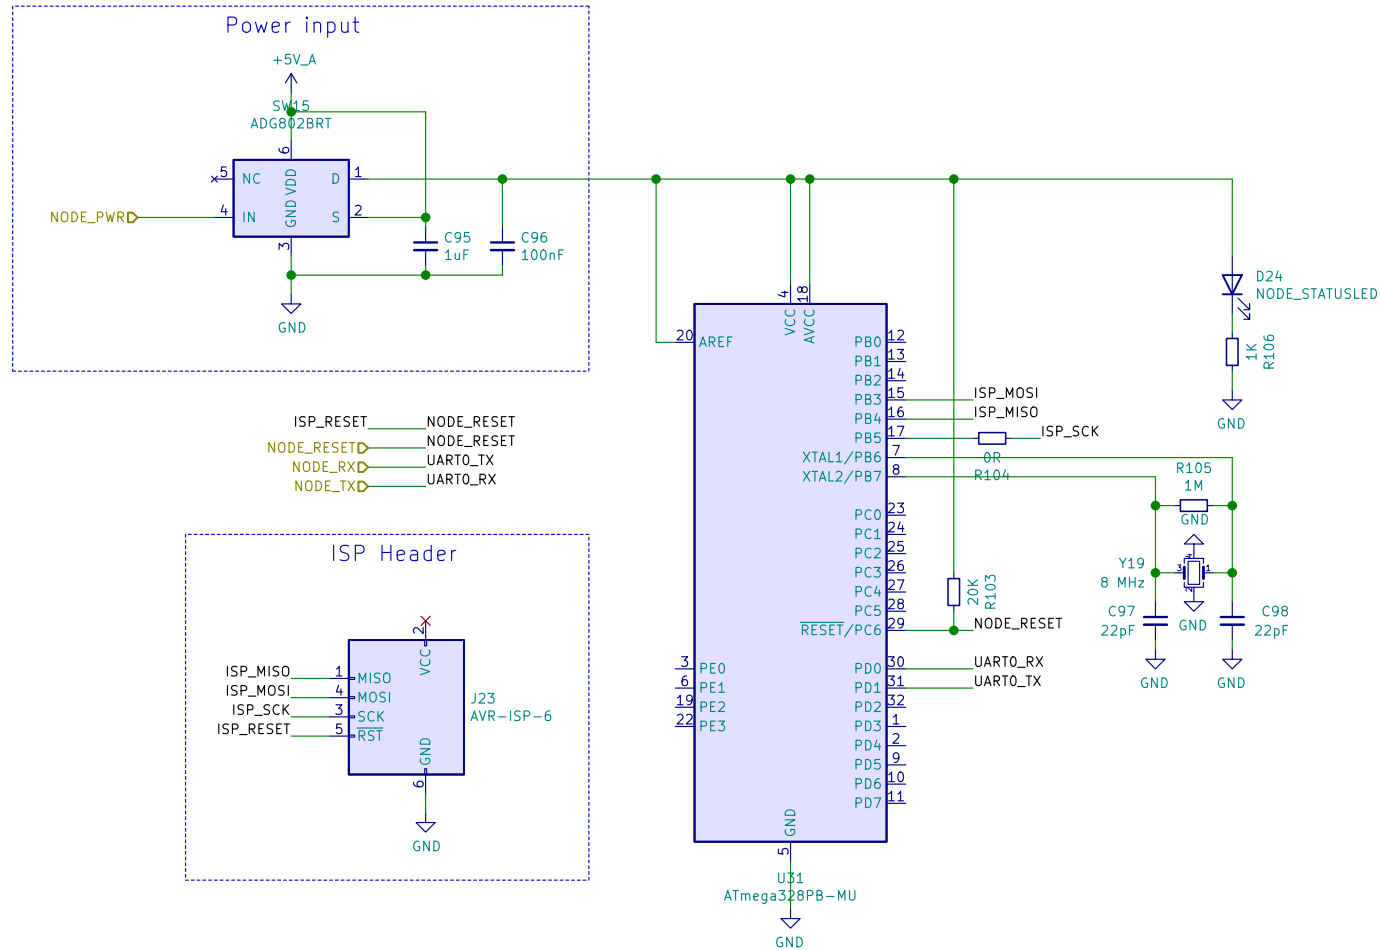 Power input
+5V_A
SW15
ADG802BRT
6
5
NC
VDD
D
1
NODE_PWR
4
IN
GND
S
2
3
C95
1uF
C96
100nF
GND
ISP_RESET
NODE_RESET
NODE_RESET
NODE_RESET
NODE_RX
UART0_TX
NODE_TX
UART0_RX
ISP Header
2
VCC
ISP_MISO
1
MISO
ISP_MOSI
4
MOSI
ISP_SCK
3
SCK
ISP_RESET
5
RST
GND
6
J23
AVR-ISP-6
GND
4
18
VCC
AVCC
20
AREF
PB0
12
PB1
13
PB2
14
PB3
15
ISP_MOSI
PB4
16
ISP_MISO
PB5
17
ISP_SCK
0R
R104
XTAL1/PB6
7
XTAL2/PB7
8
PC0
23
PC1
24
PC2
25
PC3
26
PC4
27
PC5
28
RESET/PC6
29
NODE_RESET
20K
R103
3
PE0
6
PE1
19
PE2
22
PE3
PD0
30
UART0_RX
PD1
31
UART0_TX
PD2
32
PD3
1
PD4
2
PD5
9
PD6
10
PD7
11
GND
5
U31
ATmega328PB-MU
GND
D24
NODE_STATUSLED
1K
R106
GND
R105
1M
GND
4
Y19
8 MHz
3
1
2
GND
C97
22pF
C98
22pF
GND
GND